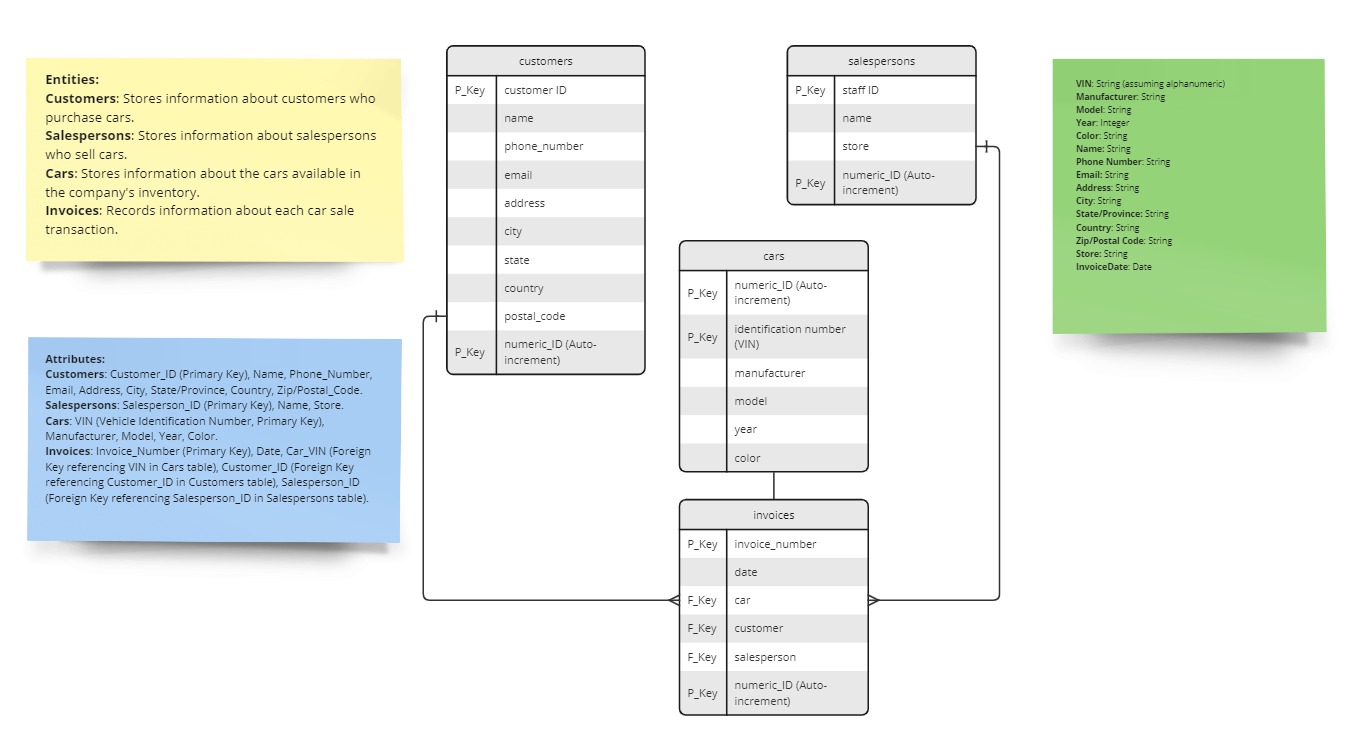 Entities:
Customers: Stores information about customers who
purchase cars.
Salespersons: Stores information about salespersons
who sell cars.
Cars: Stores information about the cars available in
the company's inventory.
Invoices: Records information about each car sale
transaction.
Attributes:
Customers: Customer_ID (Primary Key), Name, Phone_Number,
Email, Address, City, State/Province, Country, Zip/Postal_Code.
Salespersons: Salesperson_ID (Primary Key), Name, Store.
Cars: VIN (Vehicle Identification Number, Primary Key),
Manufacturer, Model, Year, Color.
Invoices: Invoice_Number (Primary Key), Date, Car_VIN (Foreign
Key referencing VIN in Cars table), Customer_ID (Foreign Key
referencing Customer_ID in Customers table), Salesperson_ID
(Foreign Key referencing Salesperson_ID in Salespersons table).
customers
P_Key customer ID
name
phone_number
email
address
city
state
country
postal_code
P_Key numeric_ID (Auto-
increment)
salespersons
P_Key staff ID
name
store
P_Key numeric_ID (Auto-
increment)
cars
P_Key numeric_ID (Auto-
increment)
P_Key identification number
(VIN)
manufacturer
model
year
color
invoices
P_Key invoice_number
date
F_Key car
F_Key customer
F_Key salesperson
P_Key numeric_ID (Auto-
increment)
VIN: String (assuming alphanumeric)
Manufacturer: String
Model: String
Year: Integer
Color: String
Name: String
Phone Number: String
Email: String
Address: String
City: String
State/Province: String
Country: String
Zip/Postal Code: String
Store: String
InvoiceDate: Date